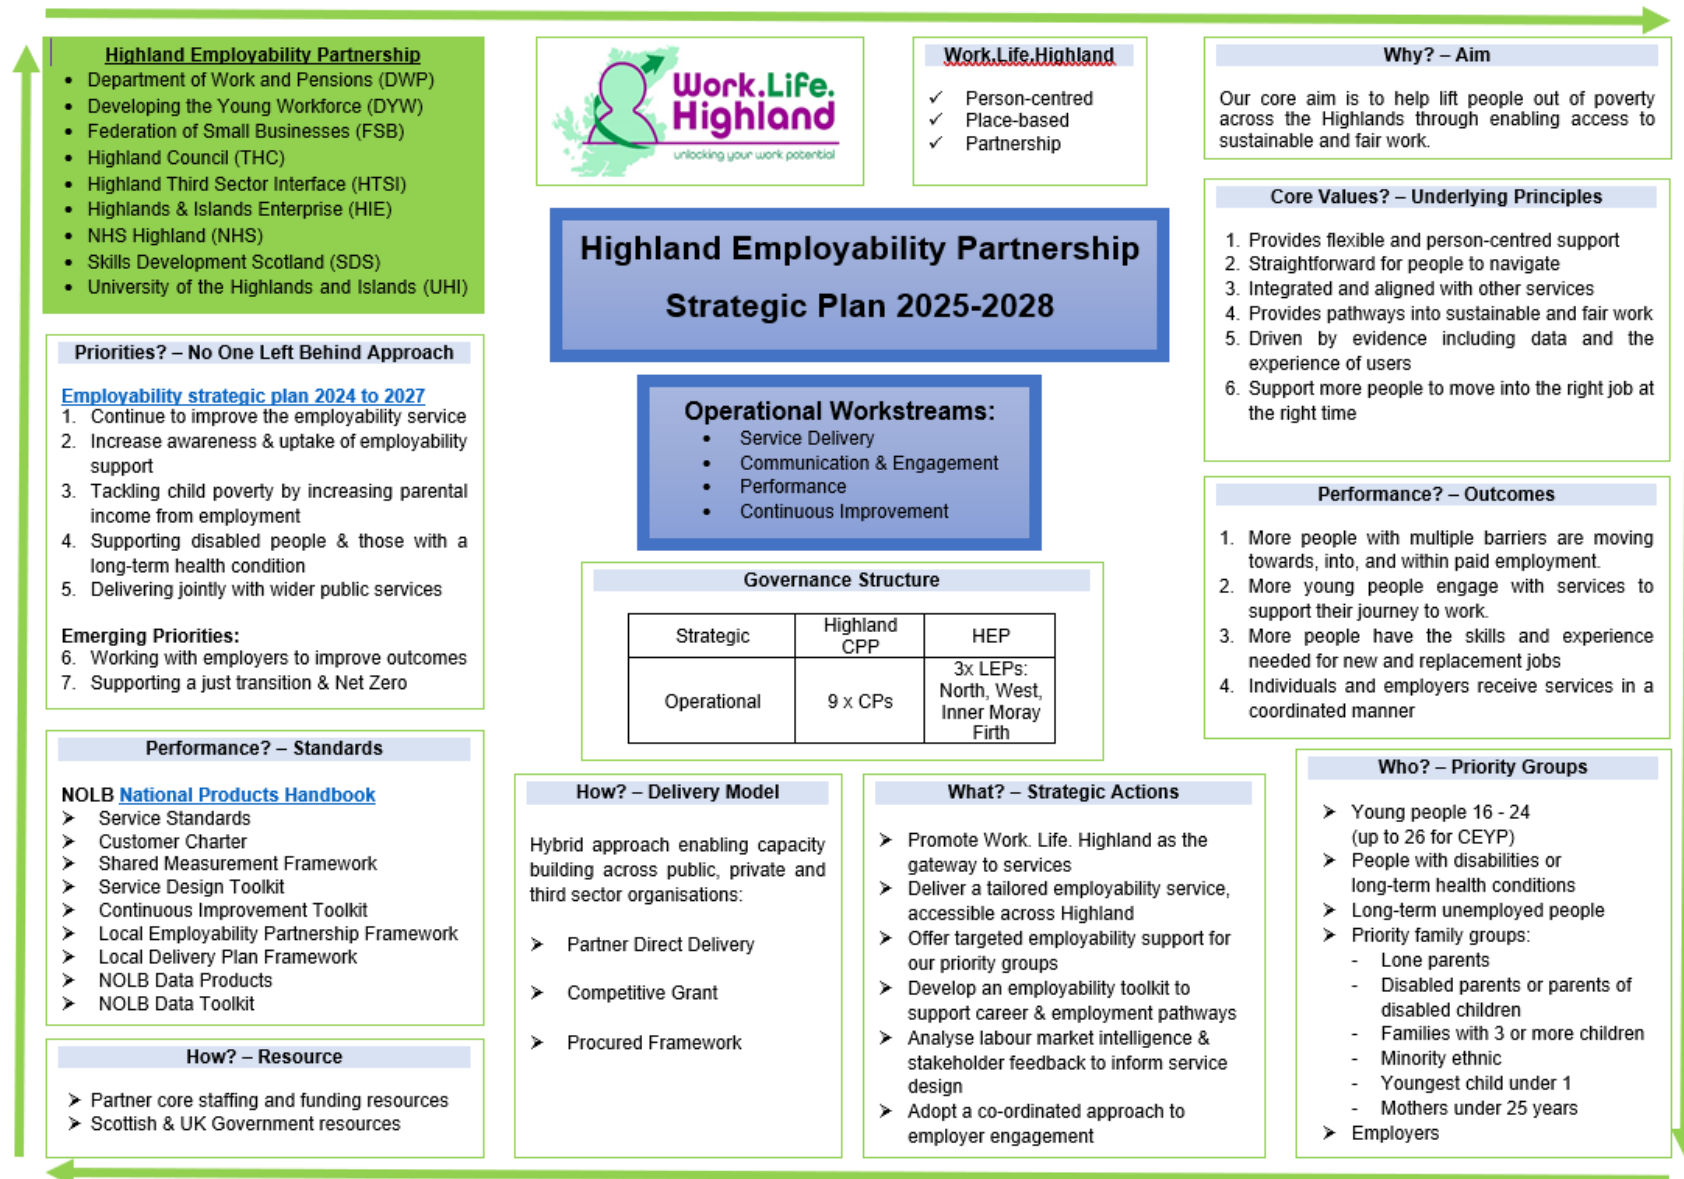 Highland Employability Partnership
• Department of Work and Pensions (DWP)
• Developing the Young Workforce (DYW)
• Federation of Small Businesses (FSB)
• Highland Council (THC)
• Highland Third Sector Interface (HTSI)
• Highlands & Islands Enterprise (HIE)
• NHS Highland (NHS)
• Skills Development Scotland (SDS)
• University of the Highlands and Islands (UHI)
Priorities? – No One Left Behind Approach
Employability strategic plan 2024 to 2027
1. Continue to improve the employability service
2. Increase awareness & uptake of employability
support
3. Tackling child poverty by increasing parental
income from employment
4. Supporting disabled people & those with a
long-term health condition
5. Delivering jointly with wider public services
Emerging Priorities:
6. Working with employers to improve outcomes
7. Supporting a just transition & Net Zero
Performance? – Standards
NOLB National Products Handbook
➢ Service Standards
➢ Customer Charter
➢ Shared Measurement Framework
➢ Service Design Toolkit
➢ Continuous Improvement Toolkit
➢ Local Employability Partnership Framework
➢ Local Delivery Plan Framework
➢ NOLB Data Products
➢ NOLB Data Toolkit
How? – Resource
➢ Partner core staffing and funding resources
➢ Scottish & UK Government resources
Work.Life.
Highland
unlocking your work potential
Work.Life.Highland
✓ Person-centred
✓ Place-based
✓ Partnership
Highland Employability Partnership
Strategic Plan 2025-2028
Operational Workstreams:
• Service Delivery
• Communication & Engagement
• Performance
• Continuous Improvement
Governance Structure
Strategic
Highland
CPP
HEP
Operational
9 x CPs
3x LEPs:
North, West,
Inner Moray
Firth
How? – Delivery Model
Hybrid approach enabling capacity
building across public, private and
third sector organisations:
➢ Partner Direct Delivery
➢ Competitive Grant
➢ Procured Framework
What? – Strategic Actions
➢ Promote Work. Life. Highland as the
gateway to services
➢ Deliver a tailored employability service,
accessible across Highland
➢ Offer targeted employability support for
our priority groups
➢ Develop an employability toolkit to
support career & employment pathways
➢ Analyse labour market intelligence &
stakeholder feedback to inform service
design
➢ Adopt a co-ordinated approach to
employer engagement
Why? – Aim
Our core aim is to help lift people out of poverty
across the Highlands through enabling access to
sustainable and fair work.
Core Values? – Underlying Principles
1. Provides flexible and person-centred support
2. Straightforward for people to navigate
3. Integrated and aligned with other services
4. Provides pathways into sustainable and fair work
5. Driven by evidence including data and the
experience of users
6. Support more people to move into the right job at
the right time
Performance? – Outcomes
1. More people with multiple barriers are moving
towards, into, and within paid employment.
2. More young people engage with services to
support their journey to work.
3. More people have the skills and experience
needed for new and replacement jobs
4. Individuals and employers receive services in a
coordinated manner
Who? – Priority Groups
➢ Young people 16 - 24
(up to 26 for CEYP)
➢ People with disabilities or
long-term health conditions
➢ Long-term unemployed people
➢ Priority family groups:
- Lone parents
- Disabled parents or parents of
disabled children
- Families with 3 or more children
- Minority ethnic
- Youngest child under 1
- Mothers under 25 years
➢ Employers